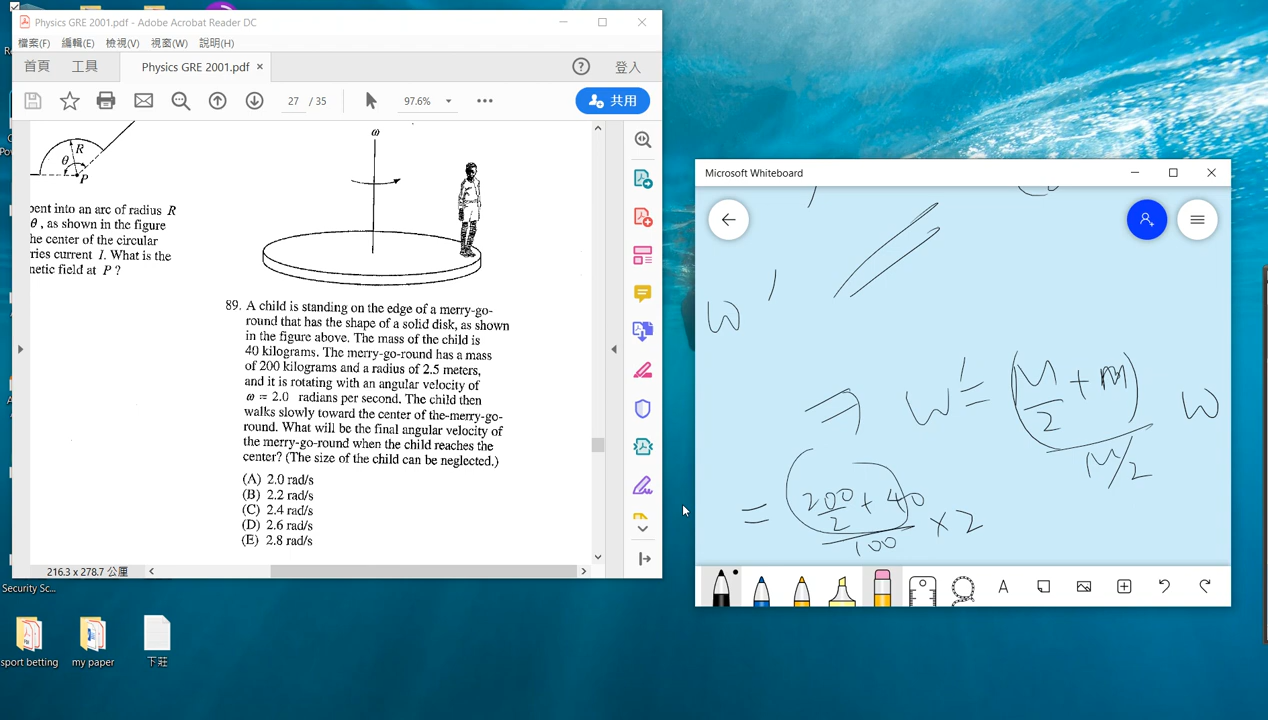 Physics GRE 2001.pdf - Adobe Acrobat Reader DC
檔案(F) 編輯(E) 檢視(V) 視窗(W) 說明(H)
首頁 工具 Physics GRE 2001.pdf × 登入
27 / 35 97.6% 共用
ω
R
θ
P
bent into an arc of radius R
θ, as shown in the figure
he center of the circular
ries current I. What is the
netic field at P?
89. A child is standing on the edge of a merry-go-
round that has the shape of a solid disk, as shown
in the figure above. The mass of the child is
40 kilograms. The merry-go-round has a mass
of 200 kilograms and a radius of 2.5 meters,
and it is rotating with an angular velocity of
ω = 2.0 radians per second. The child then
walks slowly toward the center of the-merry-go-
round. What will be the final angular velocity of
the merry-go-round when the child reaches the
center? (The size of the child can be neglected.)
(A) 2.0 rad/s
(B) 2.2 rad/s
(C) 2.4 rad/s
(D) 2.6 rad/s
(E) 2.8 rad/s
216.3 x 278.7 公厘
Microsoft Whiteboard
w'
⇒ w' = (M/2 + m) / (M/2) w
= (200/2 + 40) / 100 × 2
A
Security Sc...
sport betting
my paper
下莊